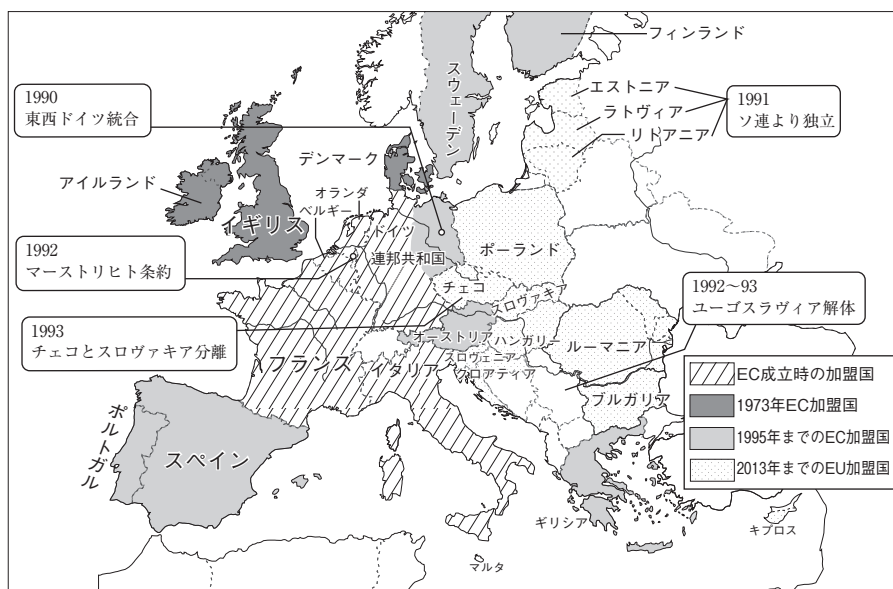 フィンランド
スウェーデン
エストニア
ラトヴィア
リトアニア
1991
ソ連より独立
1990
東西ドイツ統合
デンマーク
アイルランド
イギリス
オランダ
ベルギー
ドイツ
連邦共和国
ポーランド
1992
マーストリヒト条約
チェコ
スロヴァキア
1992〜93
ユーゴスラヴィア解体
1993
チェコとスロヴァキア分離
オーストリア
ハンガリー
スロヴェニア
クロアティア
ルーマニア
フランス
イタリア
ブルガリア
ポルトガル
スペイン
ギリシア
マルタ
キプロス
EC成立時の加盟国
1973年EC加盟国
1995年までのEC加盟国
2013年までのEU加盟国